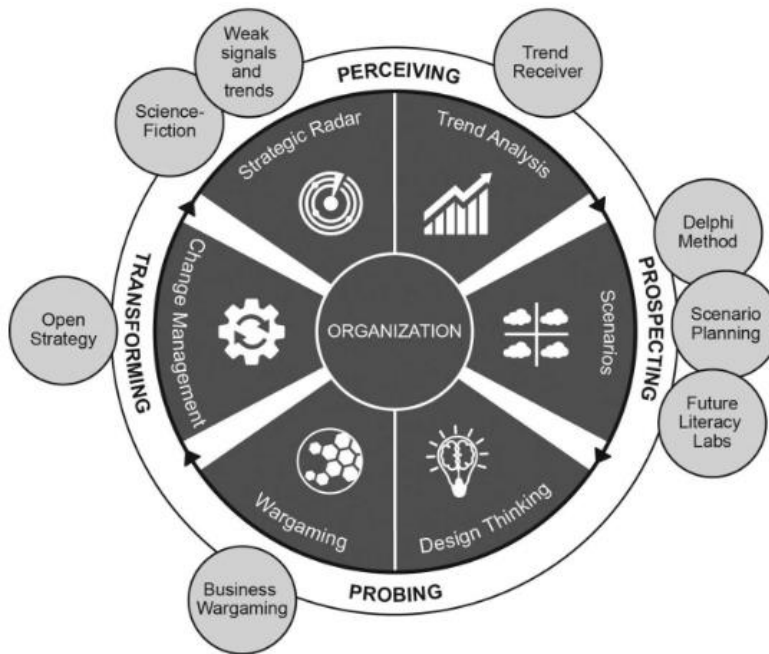 Weak
signals
and
trends
Trend
Receiver
Science-
Fiction
PERCEIVING
Strategic Radar
Trend Analysis
Delphi
Method
Scenario
Planning
Future
Literacy
Labs
PROSPECTING
Scenarios
ORGANIZATION
Change Management
TRANSFORMING
Open
Strategy
Wargaming
Design Thinking
PROBING
Business
Wargaming